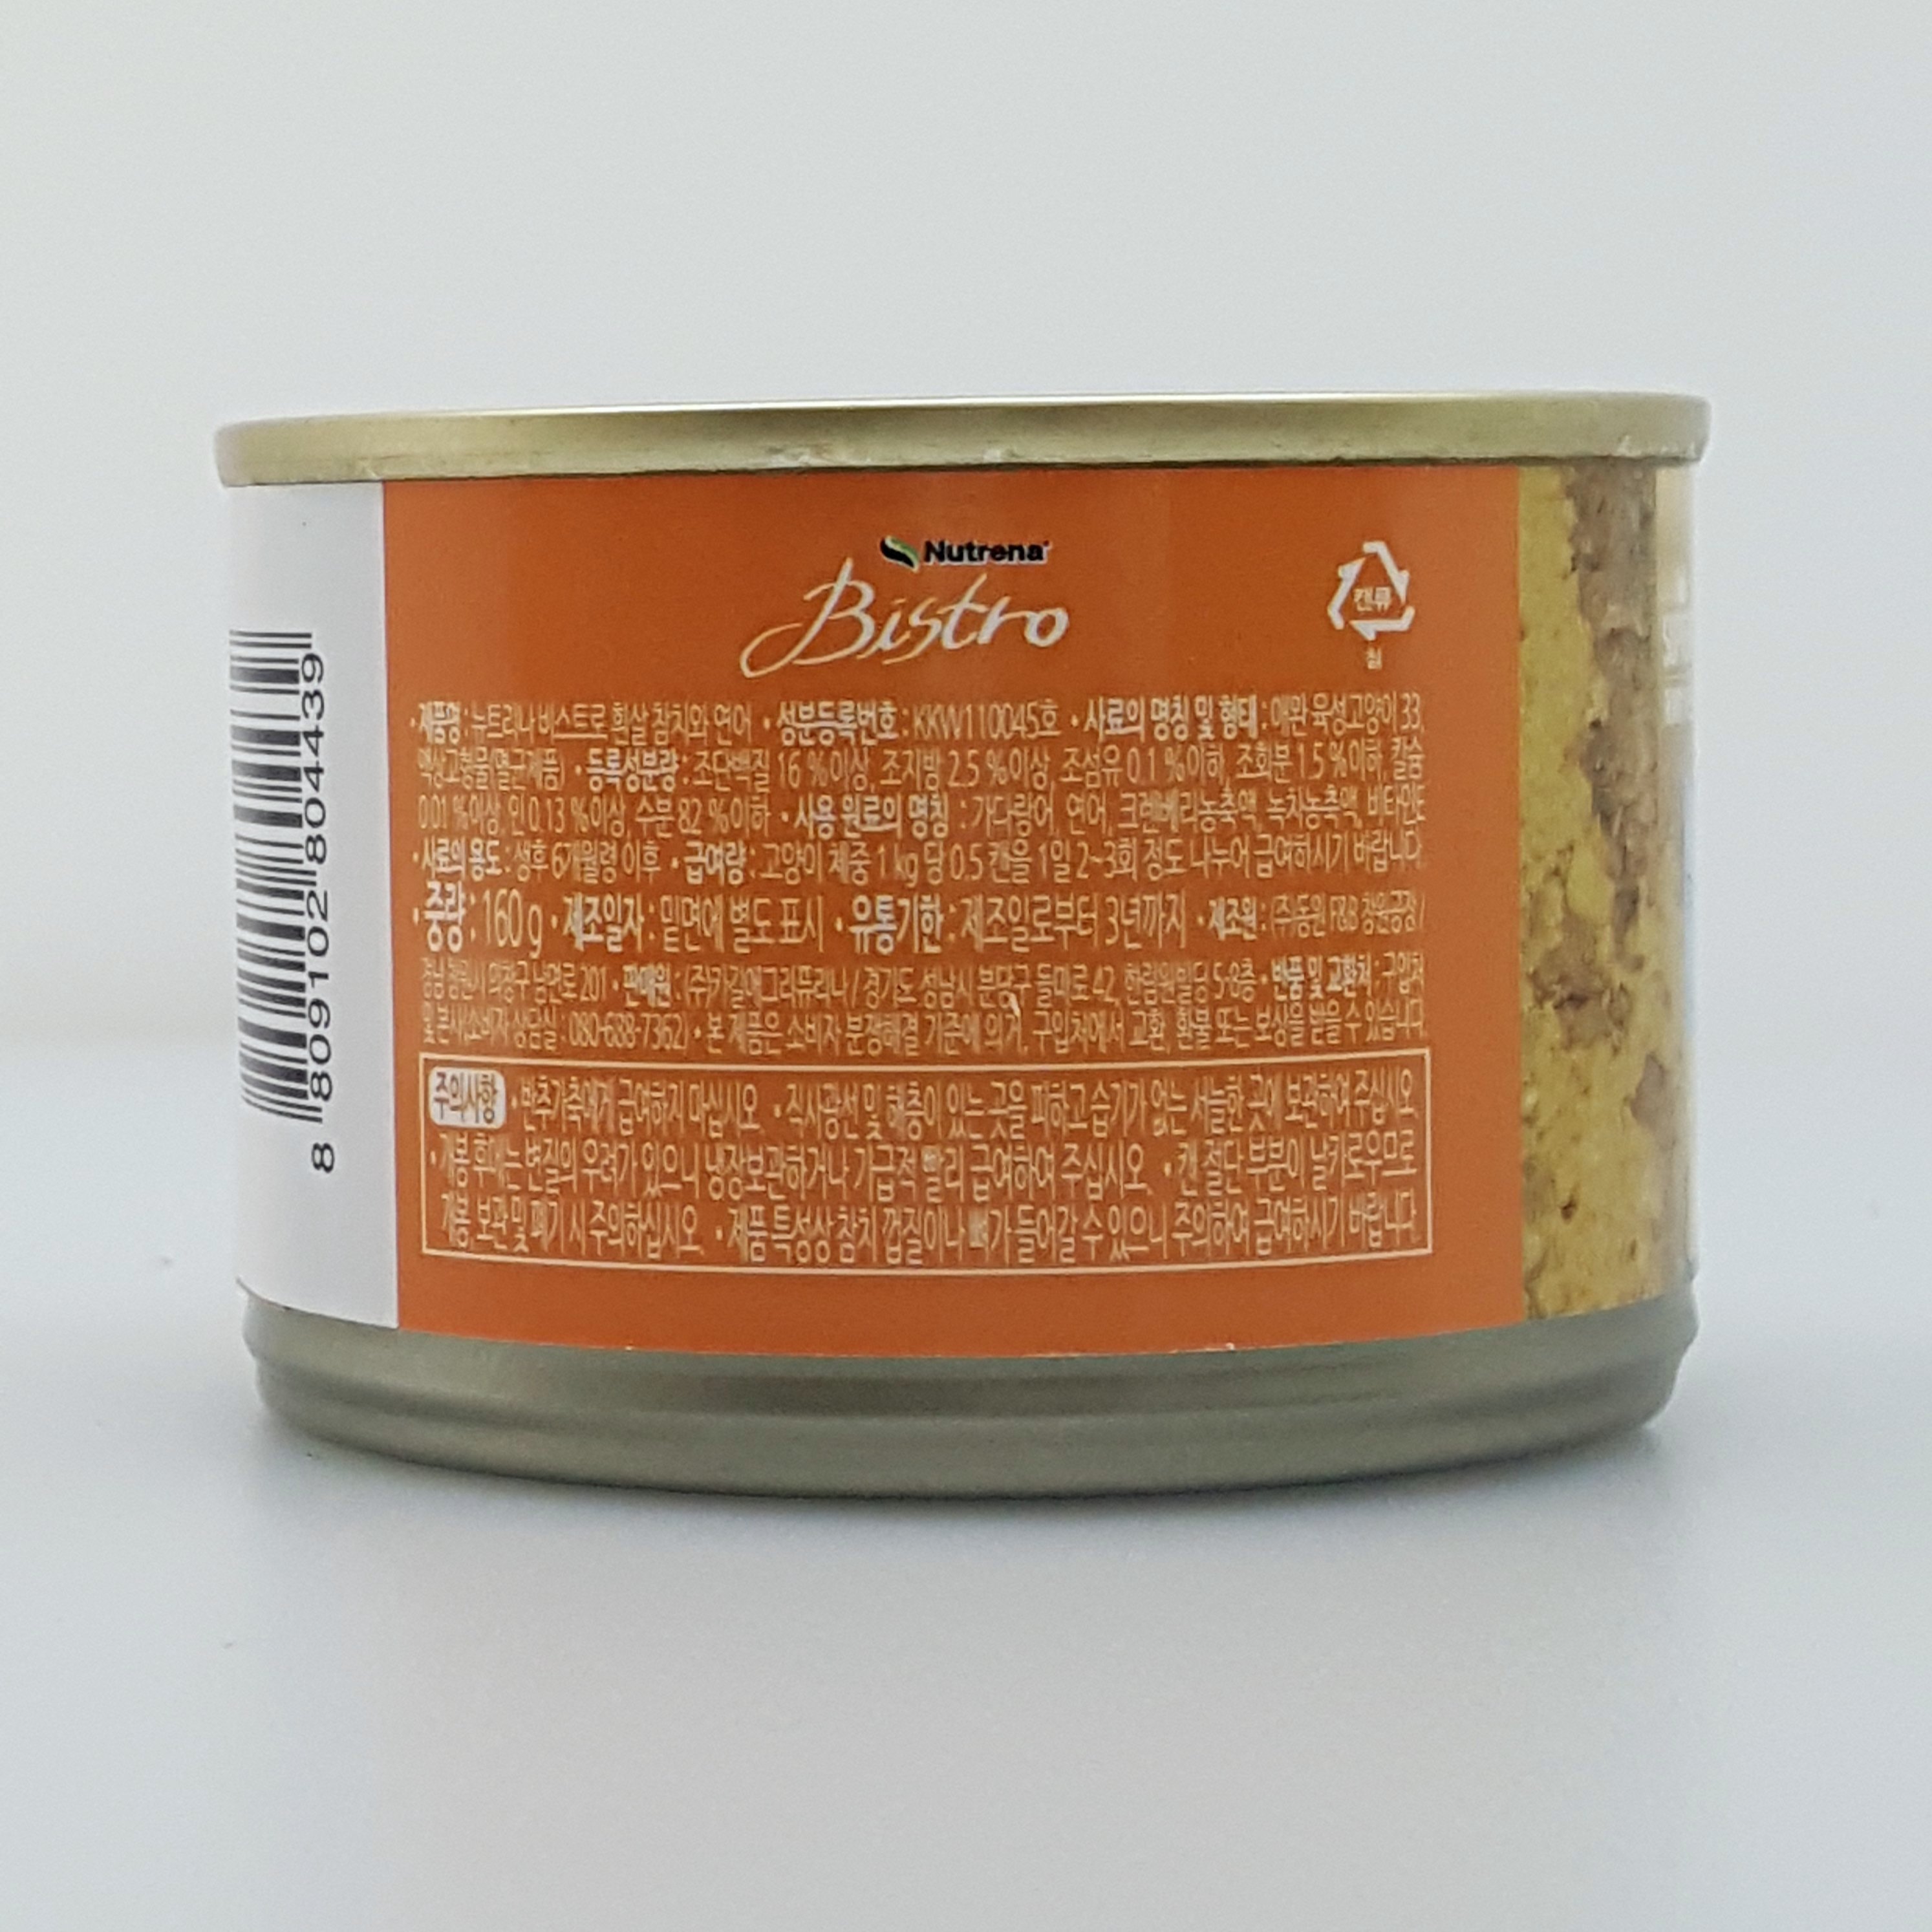 Nutrena
Bistro
캔류
철
•제품명 : 뉴트리나 비스트로 흰살 참치와 연어 •성분등록번호 : KKW110045호 •사료의 명칭 및 형태 : 애완 육성고양이 33,
액상고형물(멸균제품) •등록성분량 : 조단백질 16 %이상, 조지방 2.5 %이상, 조섬유 0.1 %이하, 조회분 1.5 %이하, 칼슘
0.01 %이상, 인 0.13 %이상, 수분 82 %이하 •사용 원료의 명칭 : 가다랑어, 연어, 크렌베리농축액, 녹차농축액, 비타민E
•사료의 용도 : 생후 6개월령 이후 •급여량 : 고양이 체중 1 kg 당 0.5 캔을 1일 2~3회 정도 나누어 급여하시기 바랍니다.
•중량 : 160 g •제조일자 : 밑면에 별도 표시 •유통기한 : 제조일로부터 3년까지 •제조원 : (주)동원 F&B 창원공장 /
경남 창원시 의창구 남면로 201 •판매원 : (주)카길애그리퓨리나 / 경기도 성남시 분당구 돌마로 42, 한림원빌딩 5-8층 •반품 및 교환처 : 구입처
및 본사(소비자 상담실 : 080-688-7362) •본 제품은 소비자 분쟁해결 기준에 의거, 구입처에서 교환, 환불 또는 보상을 받을 수 있습니다.
주의사항 •반추가축에게 급여하지 마십시오. •직사광선 및 해충이 있는 곳을 피하고 습기가 없는 서늘한 곳에 보관하여 주십시오.
•개봉 후에는 변질의 우려가 있으니 냉장보관하거나 가급적 빨리 급여하여 주십시오. •캔 절단 부분이 날카로우므로
개봉, 보관 및 폐기 시 주의하십시오. •제품 특성상 참치 껍질이나 뼈가 들어갈 수 있으니 주의하여 급여하시기 바랍니다.
8 809102 804439